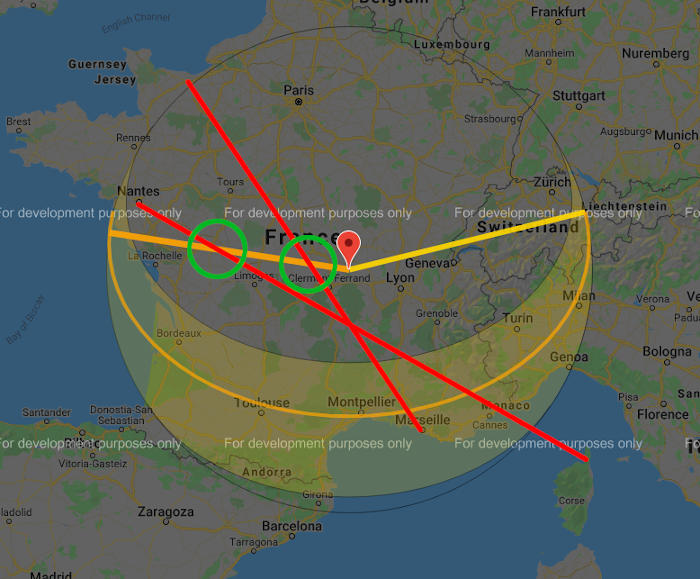 Belgium
English Channel
Frankfurt
Guernsey
Luxembourg
Mannheim
Nuremberg
Jersey
Paris
Stuttgart
Brest
Strasbourg
Augsburg
Munich
Rennes
Zürich
Nantes
Tours
Liechtenstein
For development purposes only
For development purposes only
For development purposes only
France
Switzerland
La Rochelle
Limoges
Clermont-Ferrand
Geneva
Lyon
Milan
Verona
Grenoble
Turin
Bay of Biscay
Bordeaux
Genoa
Bologna
Toulouse
Montpellier
Monaco
Pisa
Santander
Donostia-San
Sebastian
Marseille
Cannes
Florence
For development purposes only
For development purposes only
For development purposes only
Vitoria-Gasteiz
Andorra
Girona
Corse
Zaragoza
Barcelona
Tarragona
Madrid